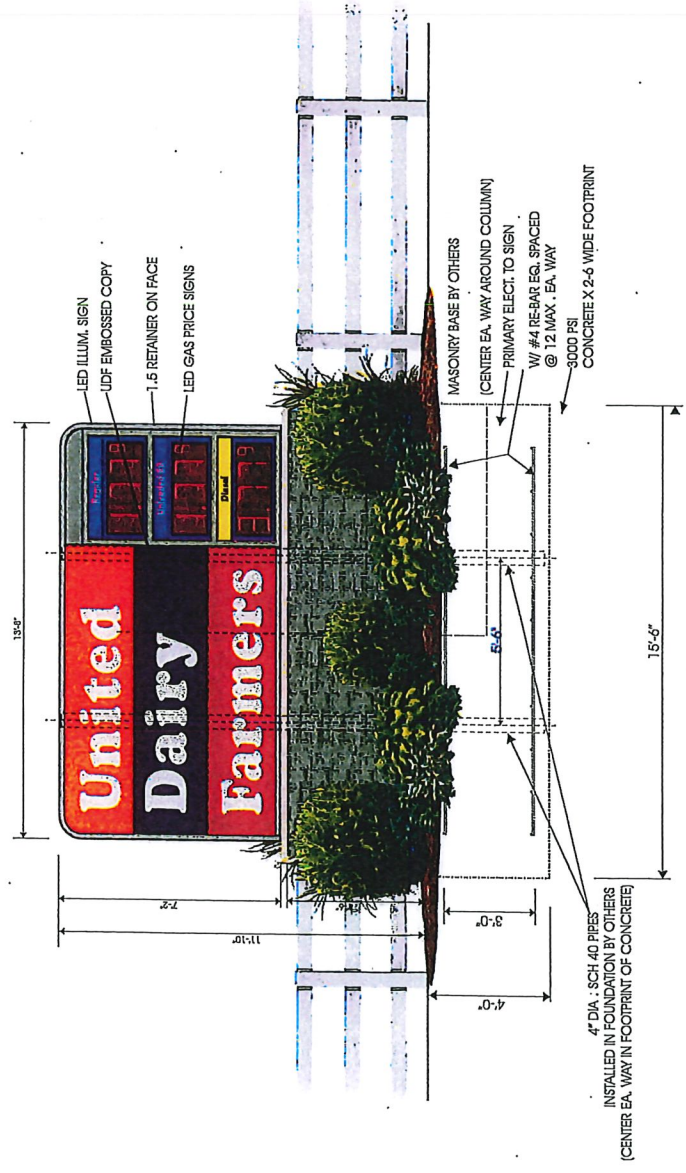 13'-8"
LED ILLUM. SIGN
UDF EMBOSSED COPY
1.5 RETAINER ON FACE
LED GAS PRICE SIGNS
United
Dairy
Farmers
Regular
Diesel
7'-2"
11'-10"
MASONRY BASE BY OTHERS
(CENTER EA. WAY AROUND COLUMN)
PRIMARY ELECT. TO SIGN
W/ #4 RE-BAR EQ. SPACED
@ 12 MAX . EA. WAY
3000 PSI
CONCRETE X 2-6 WIDE FOOTPRINT
5'-6"
3'-0"
4'-0"
15'-6"
4" DIA . SCH 40 PIPES
INSTALLED IN FOUNDATION BY OTHERS
(CENTER EA. WAY IN FOOTPRINT OF CONCRETE)